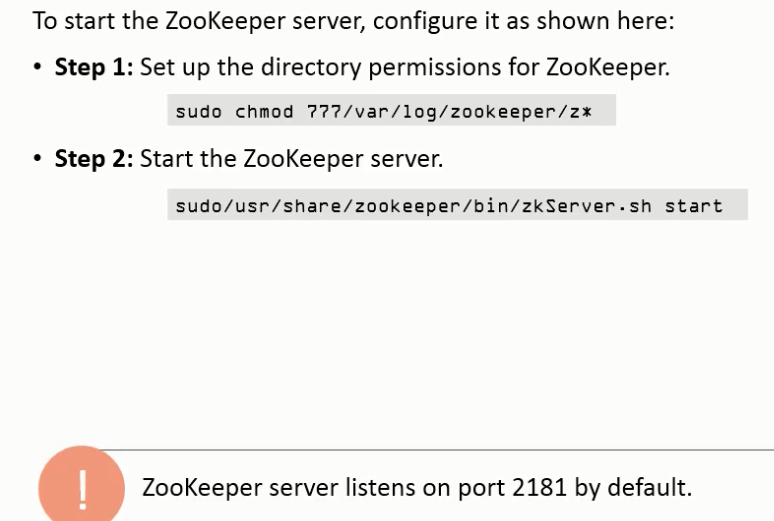 To start the ZooKeeper server, configure it as shown here:
• Step 1: Set up the directory permissions for ZooKeeper.
sudo chmod 777/var/log/zookeeper/z*
• Step 2: Start the ZooKeeper server.
sudo/usr/share/zookeeper/bin/zkServer.sh start
!
ZooKeeper server listens on port 2181 by default.